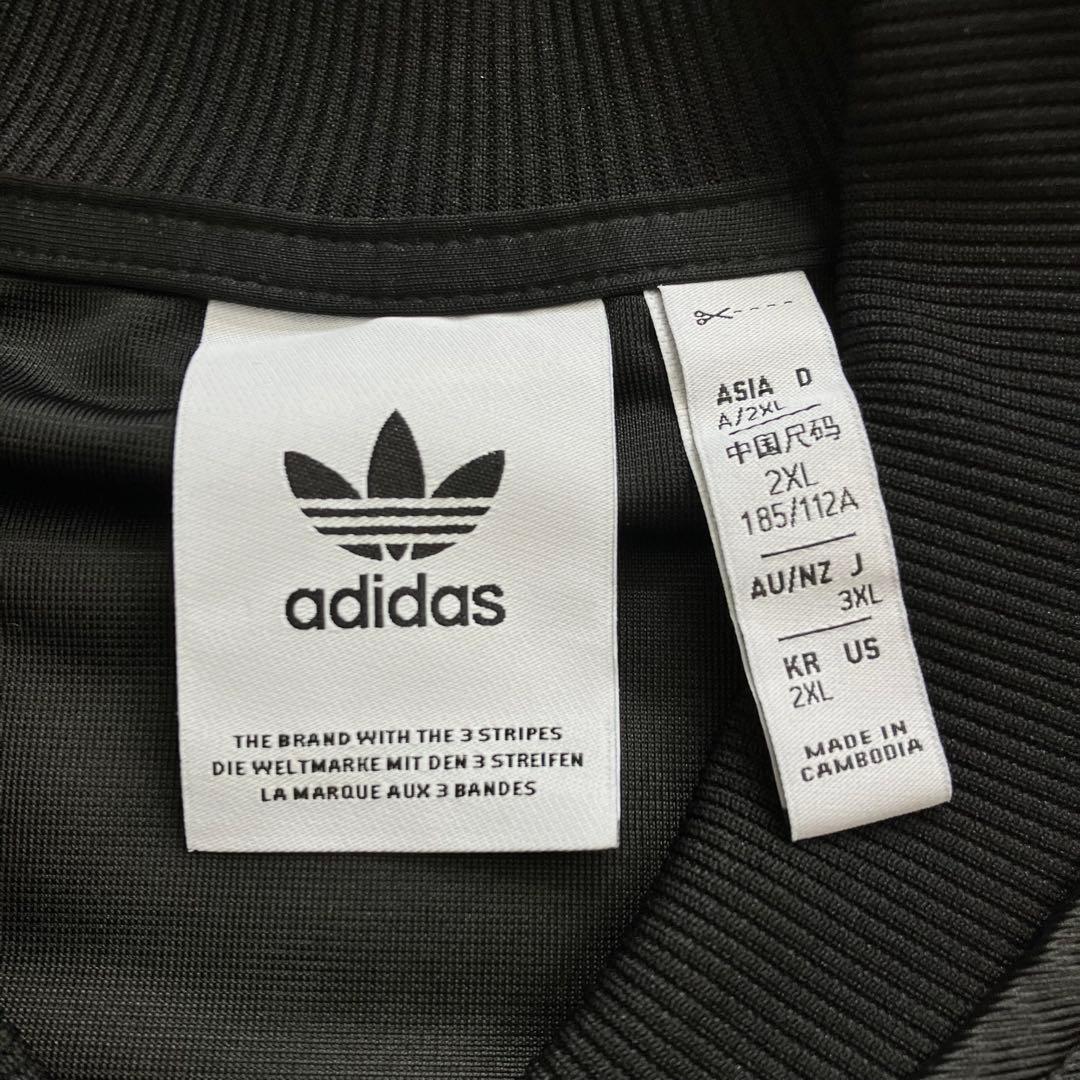 adidas
THE BRAND WITH THE 3 STRIPES
DIE WELTMARKE MIT DEN 3 STREIFEN
LA MARQUE AUX 3 BANDES
ASIA D
A/2XL
中国尺码
2XL
185/112A
AU/NZ J
3XL
KR US
2XL
MADE IN
CAMBODIA